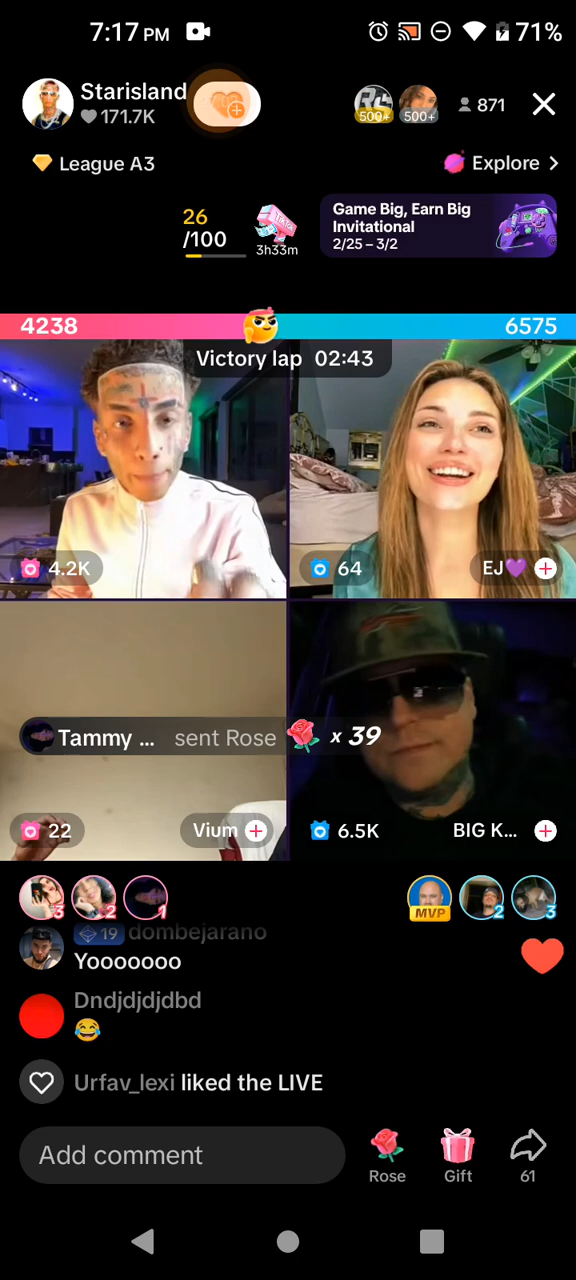 7:17 PM
71%
Starisland
171.7K
500+
500+
871
League A3
Explore
26
/100
TikTok
3h33m
Game Big, Earn Big
Invitational
2/25 – 3/2
4238
6575
Victory lap 02:43
4.2K
64
EJ💜
Tammy ... sent Rose x 39
22
Vium
6.5K
BIG K...
3
2
1
MVP
2
3
19 dombejarano
Yooooooo
Dndjdjdjdbd
😂
Urfav_lexi liked the LIVE
Add comment
Rose
Gift
61